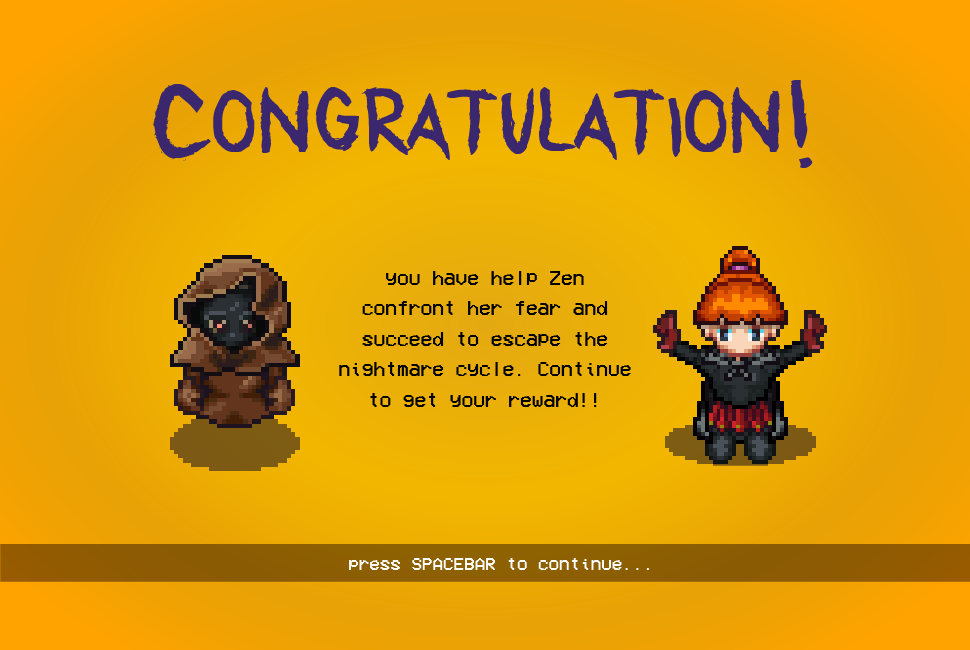 CONGRATULATION!
you have help Zen
confront her fear and
succeed to escape the
nightmare cycle. Continue
to get your reward!!
press SPACEBAR to continue...